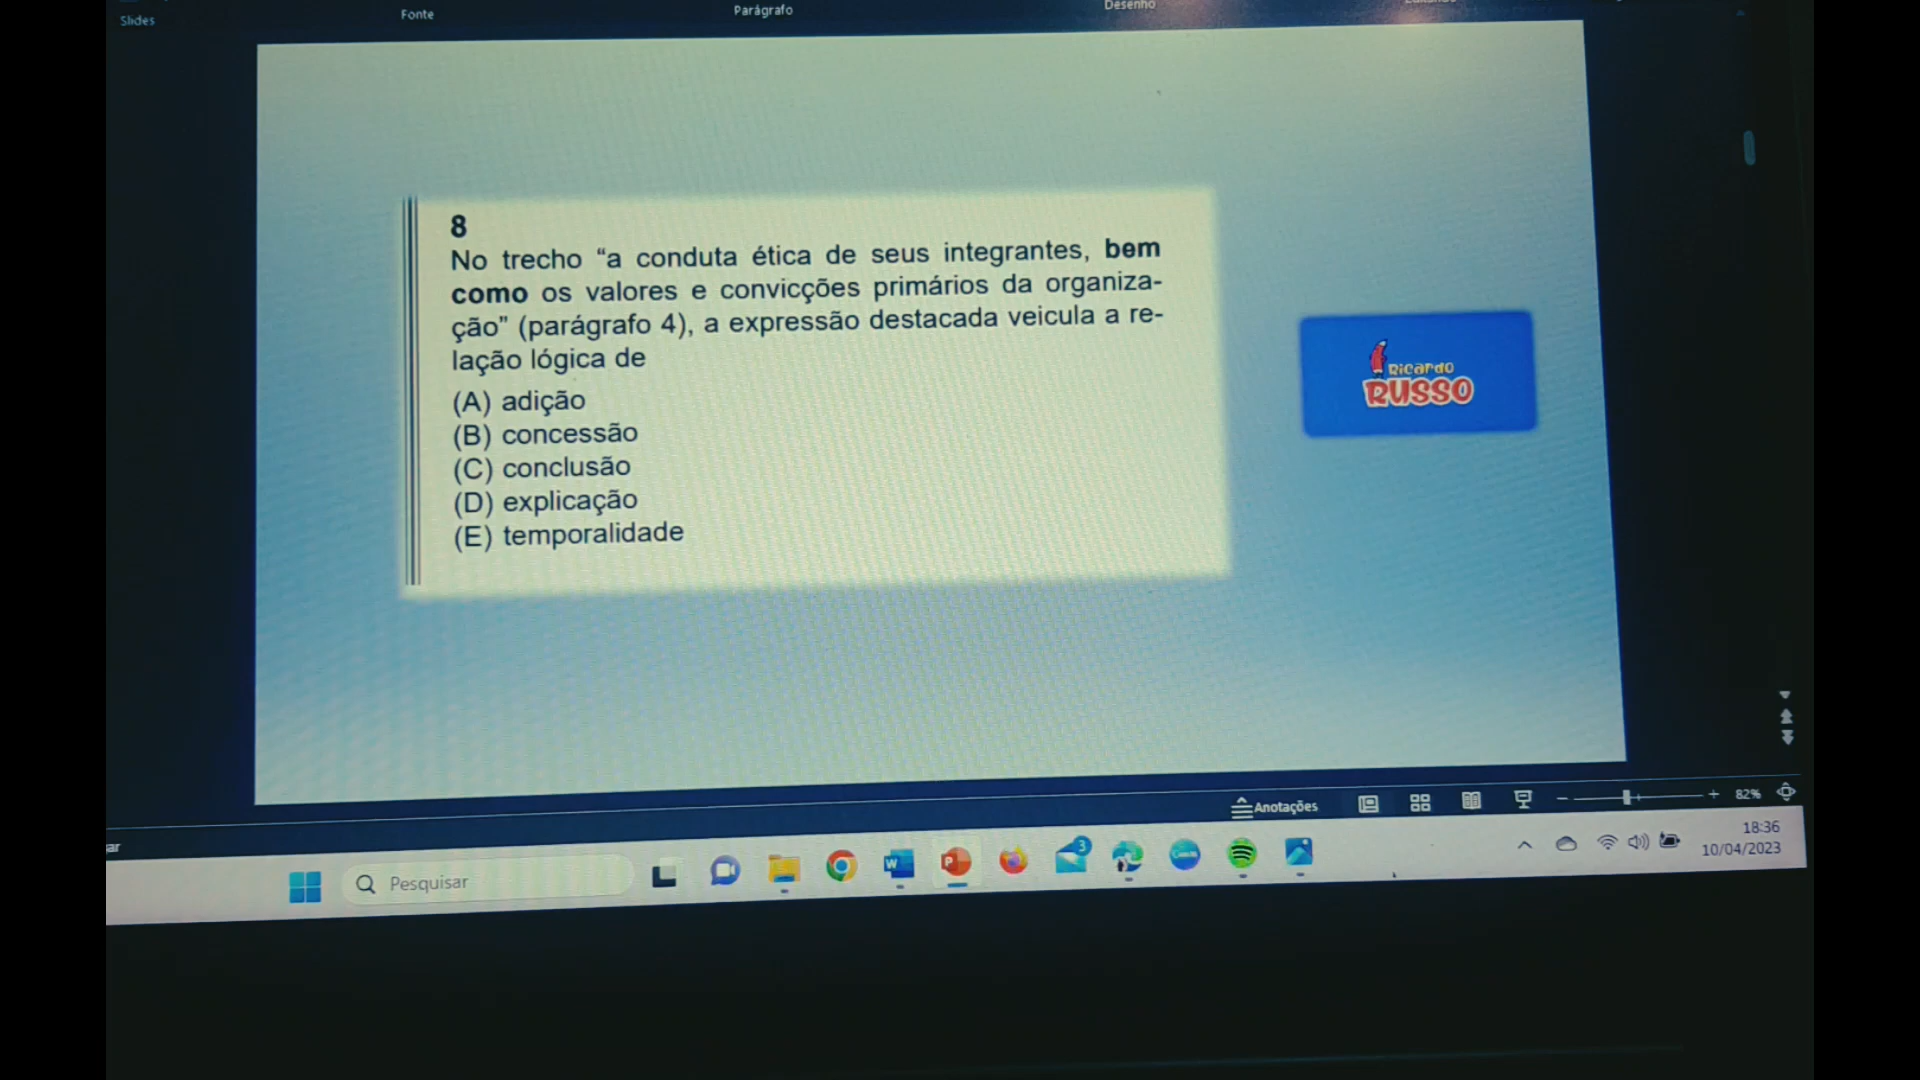 Slides
Fonte
Parágrafo
Desenho
8
No trecho “a conduta ética de seus integrantes, bem
como os valores e convicções primários da organiza-
ção” (parágrafo 4), a expressão destacada veicula a re-
lação lógica de
(A) adição
(B) concessão
(C) conclusão
(D) explicação
(E) temporalidade
Ricardo
RUSSO
Anotações
82%
ar
Pesquisar
3
18:36
10/04/2023